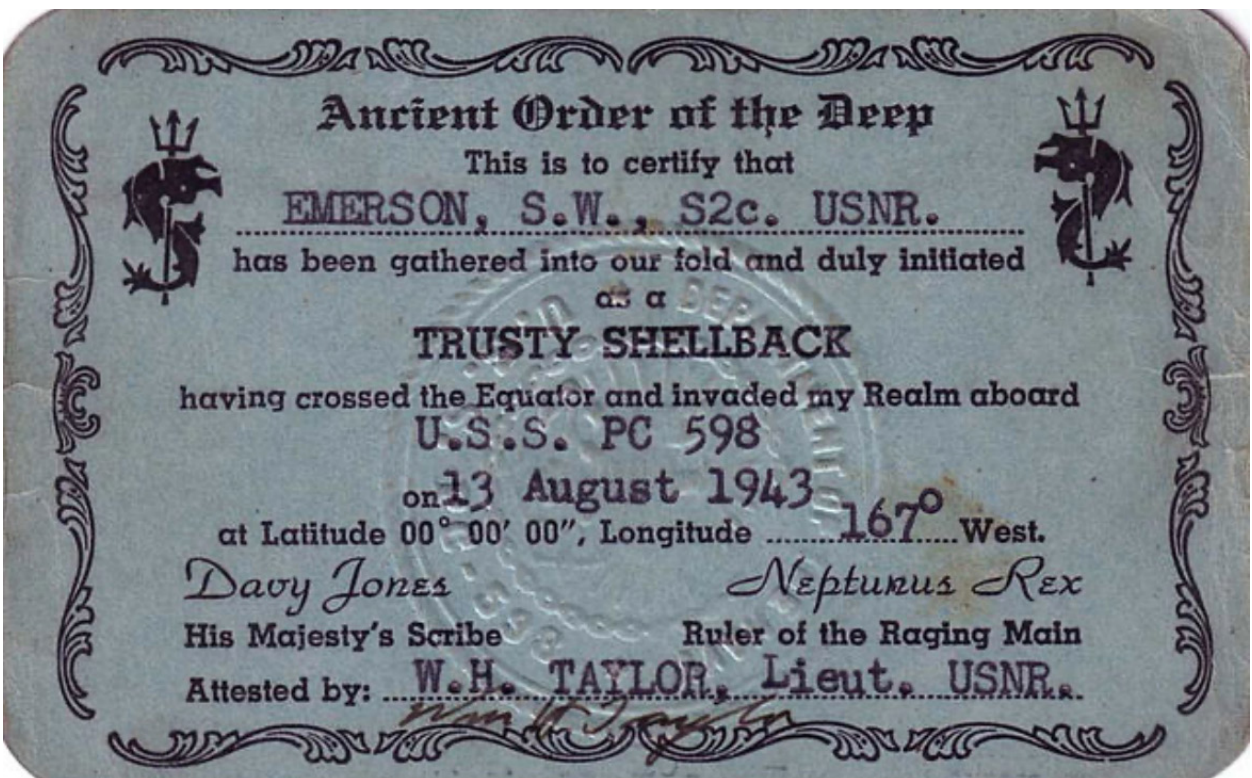 Ancient Order of the Deep
This is to certify that
EMERSON, S.W., S2c. USNR.
has been gathered into our fold and duly initiated
as a
TRUSTY SHELLBACK
having crossed the Equator and invaded my Realm aboard
U.S.S. PC 598
on 13 August 1943
at Latitude 00° 00′ 00″, Longitude 167° West.
Davy Jones Neptunus Rex
His Majesty's Scribe Ruler of the Raging Main
Attested by: W.H. TAYLOR, Lieut. USNR.
Wm H Taylor